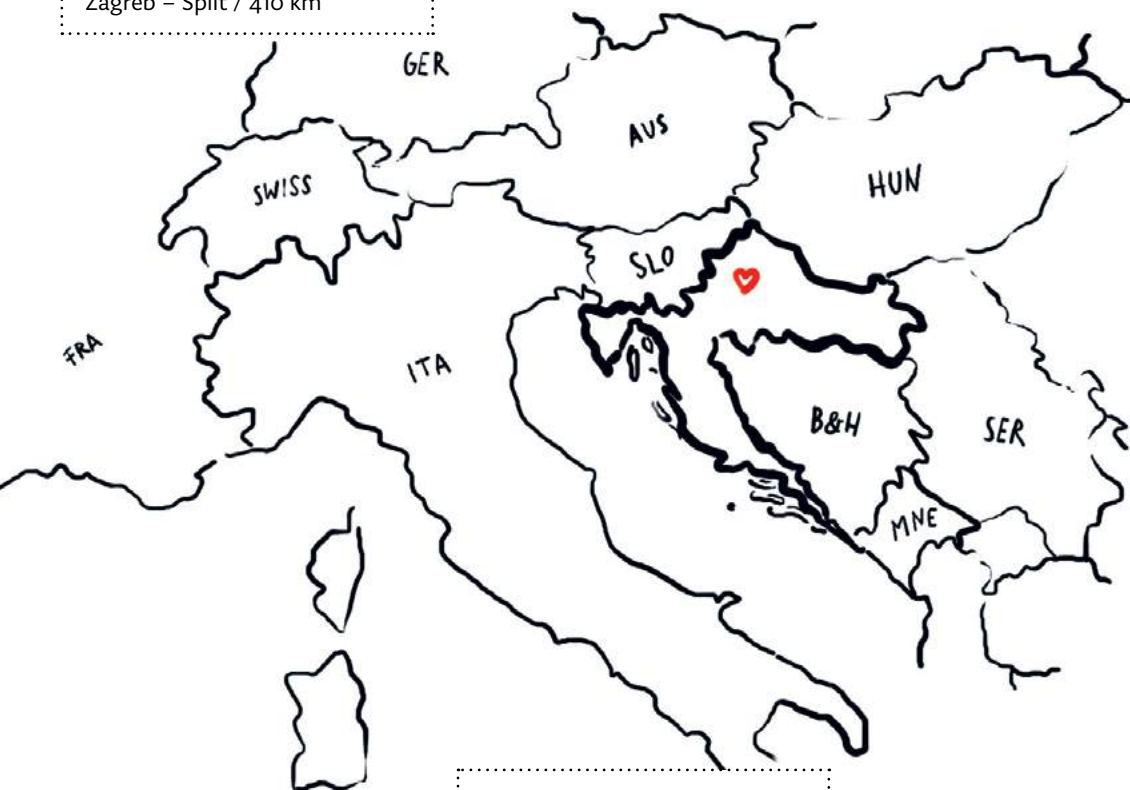 Zagreb – Split / 410 km
GER
AUS
SWISS
HUN
SLO
FRA
ITA
B&H
SER
MNE